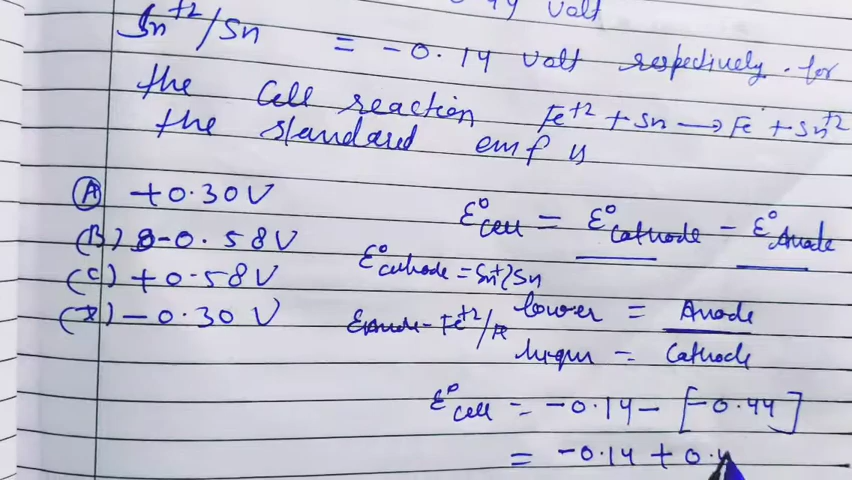 volt
Sn⁺²/Sn = -0.14 volt respectively. for
the Cell reaction Fe⁺² + Sn → Fe + Sn⁺²
the standard emf is
(A) +0.30V
(B) -0.58V
(C) +0.58V
-0.30V
ε°cell = ε°Cathode - ε°Anode
ε°cathode = Sn⁺²/Sn
εAnode - Fe⁺²/Fe
lower = Anode
higher = Cathode
ε°cell = -0.14 - [-0.44]
= -0.14 + 0.4